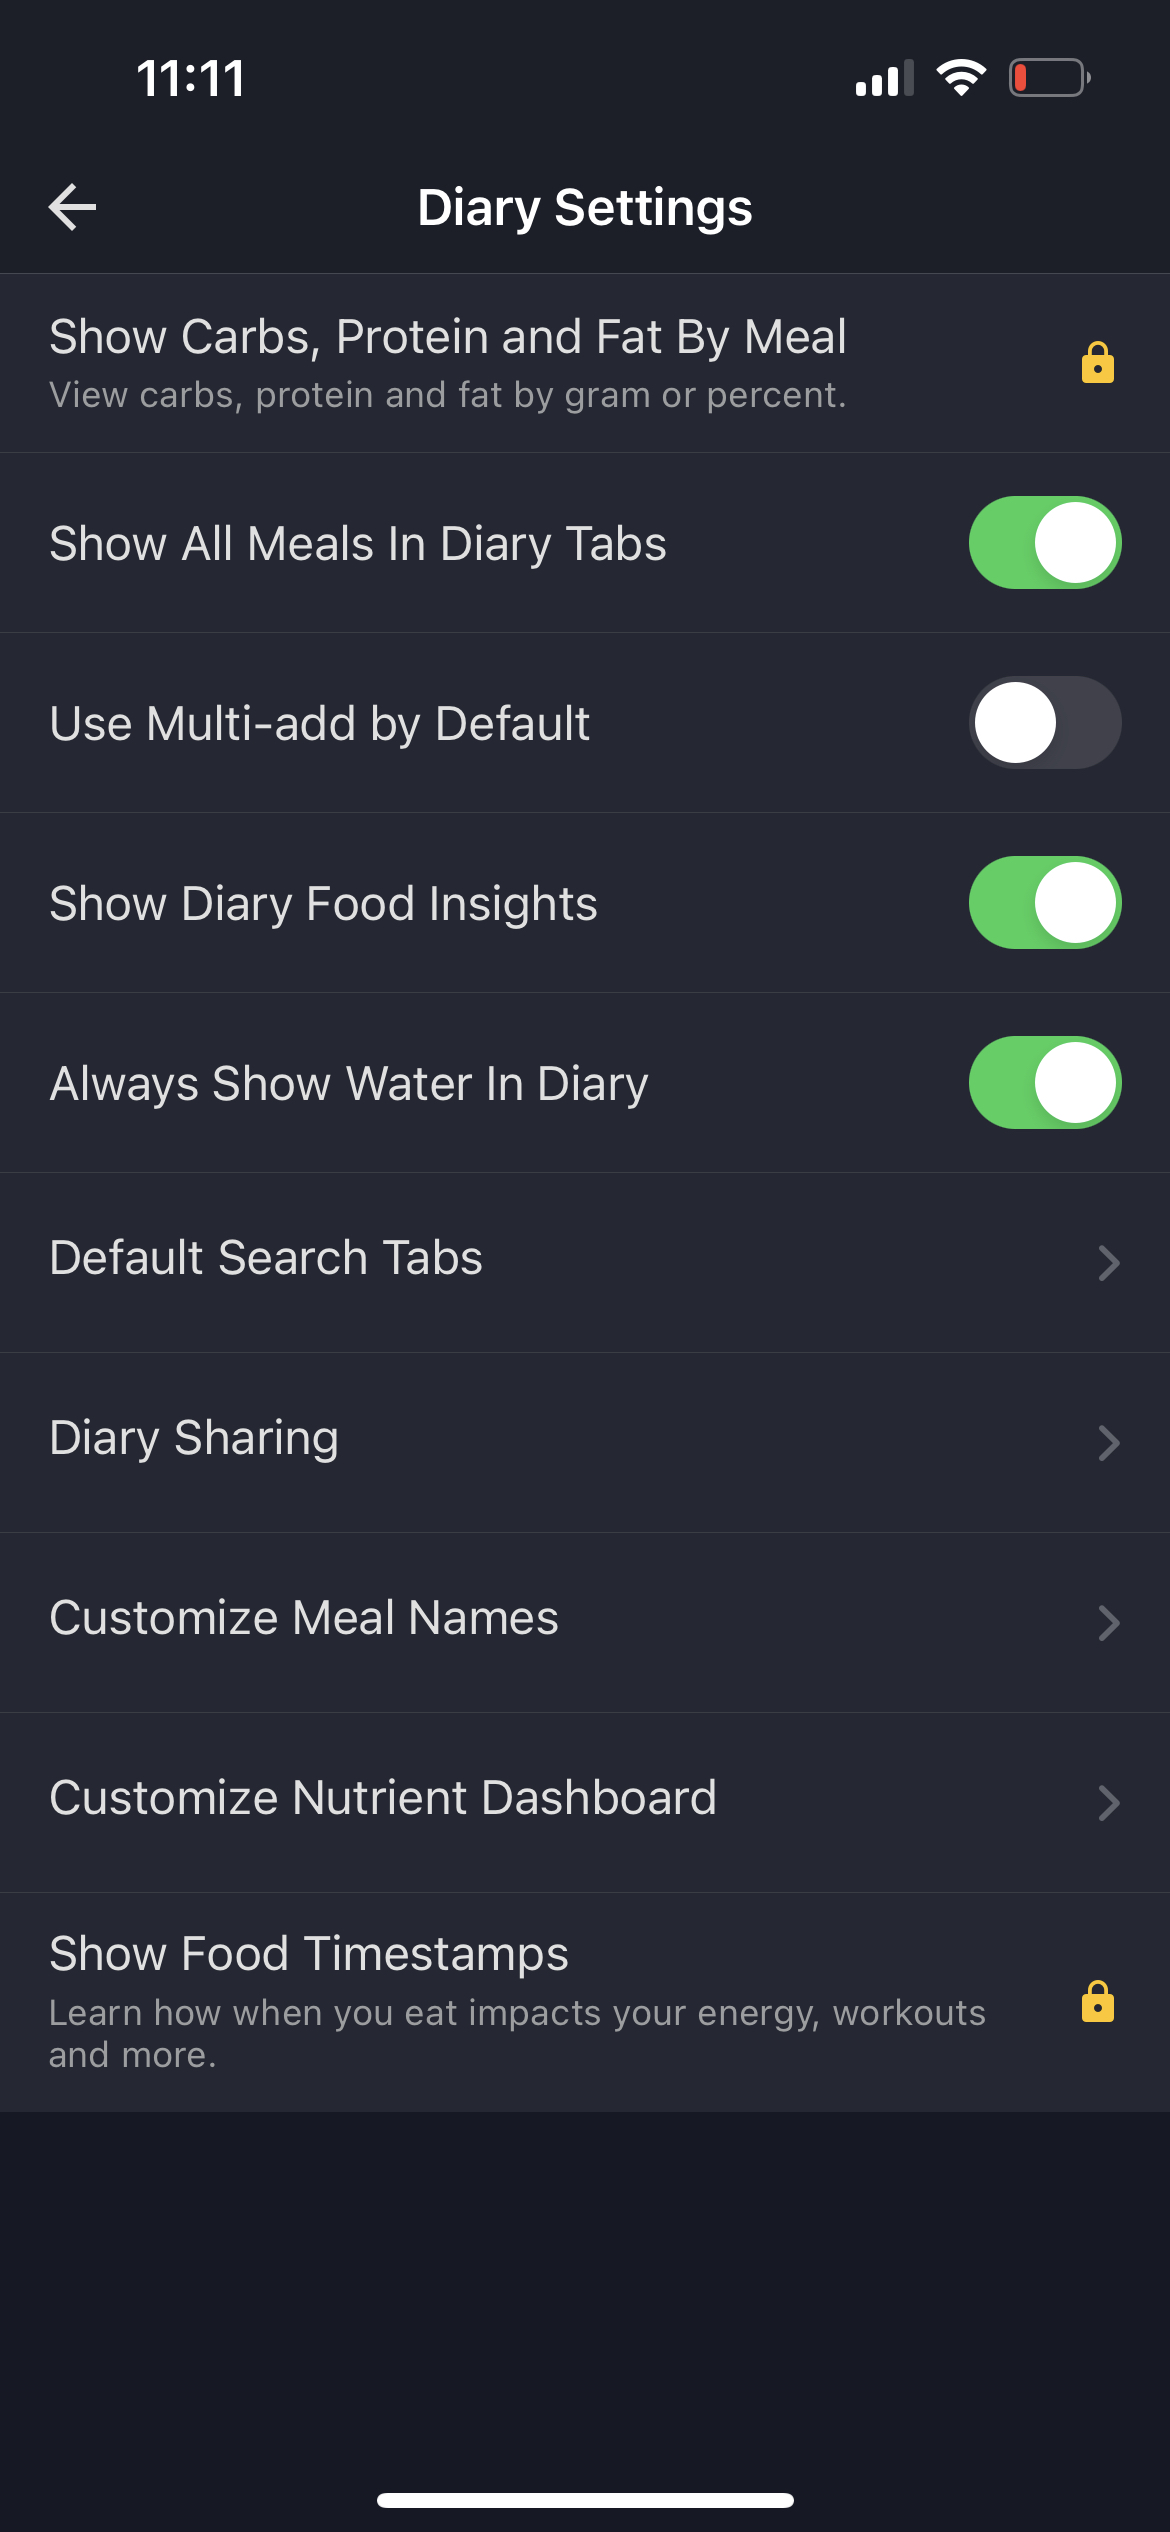 11:11
Diary Settings
Show Carbs, Protein and Fat By Meal
View carbs, protein and fat by gram or percent.
Show All Meals In Diary Tabs
Use Multi-add by Default
Show Diary Food Insights
Always Show Water In Diary
Default Search Tabs
Diary Sharing
Customize Meal Names
Customize Nutrient Dashboard
Show Food Timestamps
Learn how when you eat impacts your energy, workouts
and more.